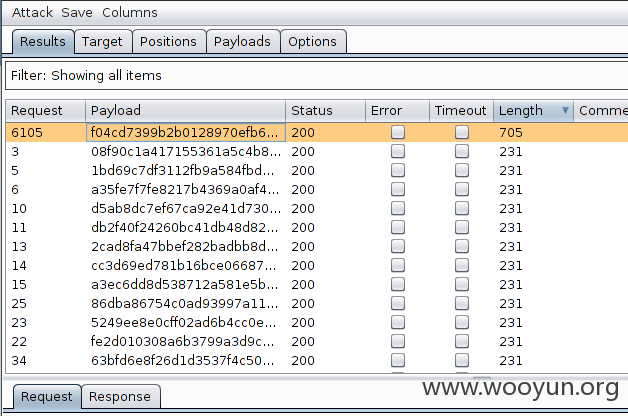 Attack Save Columns
Results Target Positions Payloads Options
Filter: Showing all items
Request Payload Status Error Timeout Length Comme
6105 f04cd7399b2b0128970efb6... 200 705
3 08f90c1a417155361a5c4b8... 200 231
5 1bd69c7df3112fb9a584fbd... 200 231
6 a35fe7f7fe8217b4369a0af4... 200 231
10 d5ab8dc7ef67ca92e41d730... 200 231
11 db2f40f24260bc41db48d82... 200 231
13 2cad8fa47bbef282badbb8d... 200 231
14 cc3d69ed781b16bce06687... 200 231
15 a3ec6dd8d538712a581e5b... 200 231
25 86dba86754c0ad93997a11... 200 231
23 5249ee8e0cff02ad6b4cc0e... 200 231
22 fe2d010308a6b3799a3d9c... 200 231
34 63bfd6e8f26d1d3537f4c50... 200 231
Request Response
www.wooyun.org